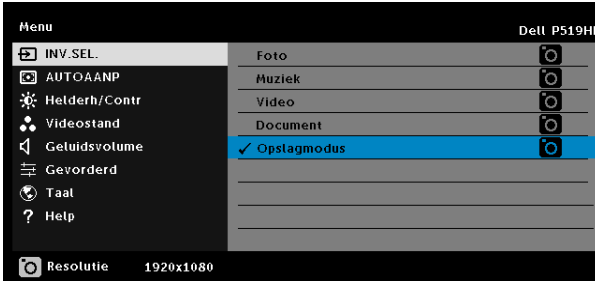 Menu
Dell P519HL
INV.SEL.
AUTOAANP
Helderh/Contr
Videostand
Geluidsvolume
Gevorderd
Taal
Help
Foto
Muziek
Video
Document
Opslagmodus
Resolutie 1920x1080